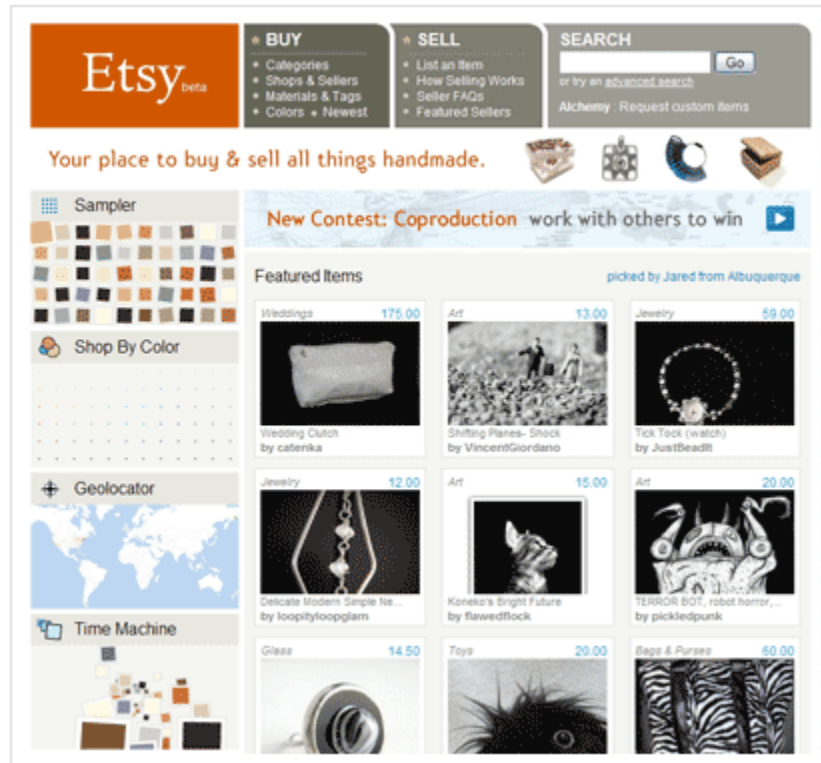 Etsy beta
BUY
Categories
Shops & Sellers
Materials & Tags
Colors • Newest
SELL
List an Item
How Selling Works
Seller FAQs
Featured Sellers
SEARCH
Go
or try an advanced search
Alchemy : Request custom items
Your place to buy & sell all things handmade.
Sampler
Shop By Color
Geolocator
Time Machine
New Contest: Coproduction work with others to win
Featured Items
picked by Jared from Albuquerque
Weddings 175.00
Wedding Clutch
by catenka
Art 13.00
Shifting Planes- Shock
by VincentGiordano
Jewelry 59.00
Tick Tock (watch)
by JustBeadIt
Jewelry 12.00
Delicate Modern Simple Ne...
by loopityloopglam
Art 15.00
Koneko's Bright Future
by flawedflock
Art 20.00
TERROR BOT, robot horror,...
by pickledpunk
Glass 14.50
Toys 20.00
Bags & Purses 60.00